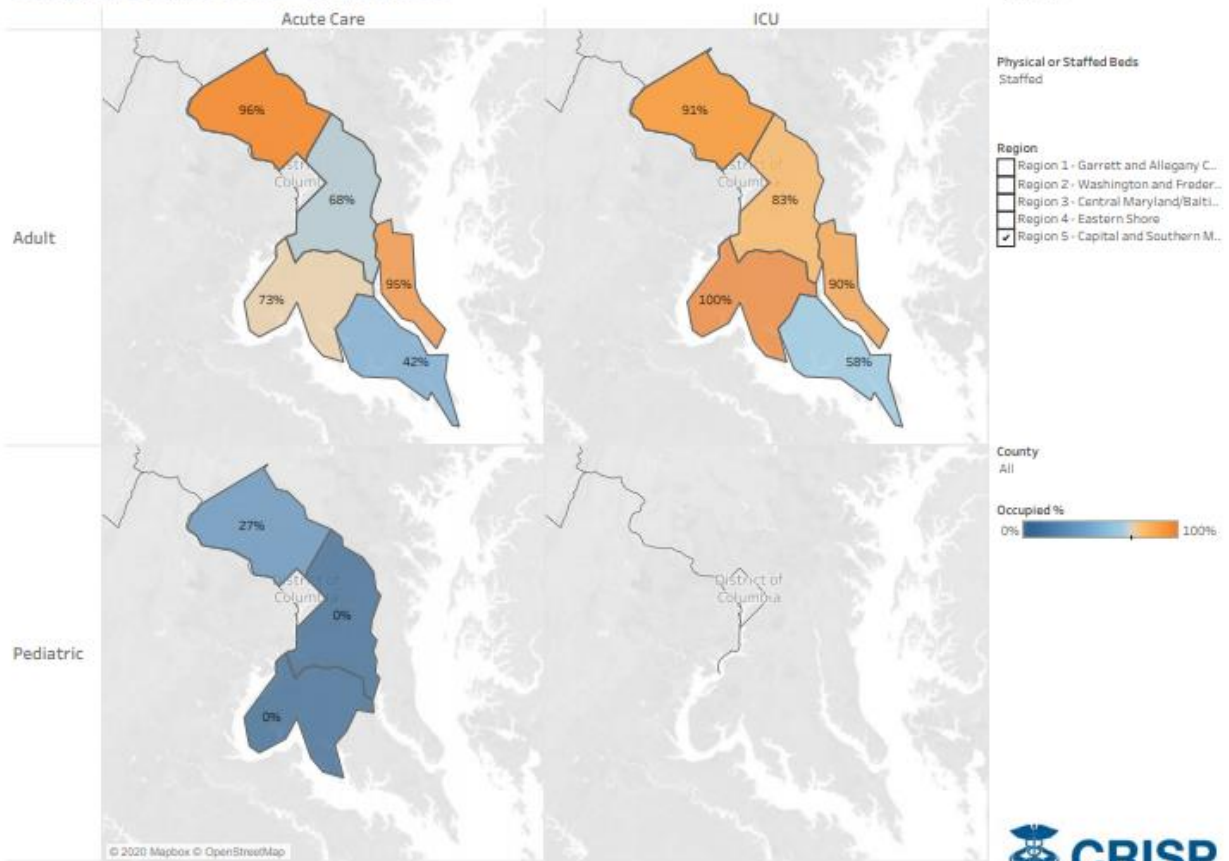 Acute Care
ICU
Physical or Staffed Beds
Staffed
Region
Region 1 - Garrett and Allegany C..
Region 2 - Washington and Freder..
Region 3 - Central Maryland/Balti..
Region 4 - Eastern Shore
✔ Region 5 - Capital and Southern M..
Adult
96%
Columbia
68%
73%
95%
42%
91%
83%
100%
90%
58%
County
All
Occupied %
0%
100%
Pediatric
27%
0%
0%
District of
Columbia
© 2020 Mapbox © OpenStreetMap
CRISP